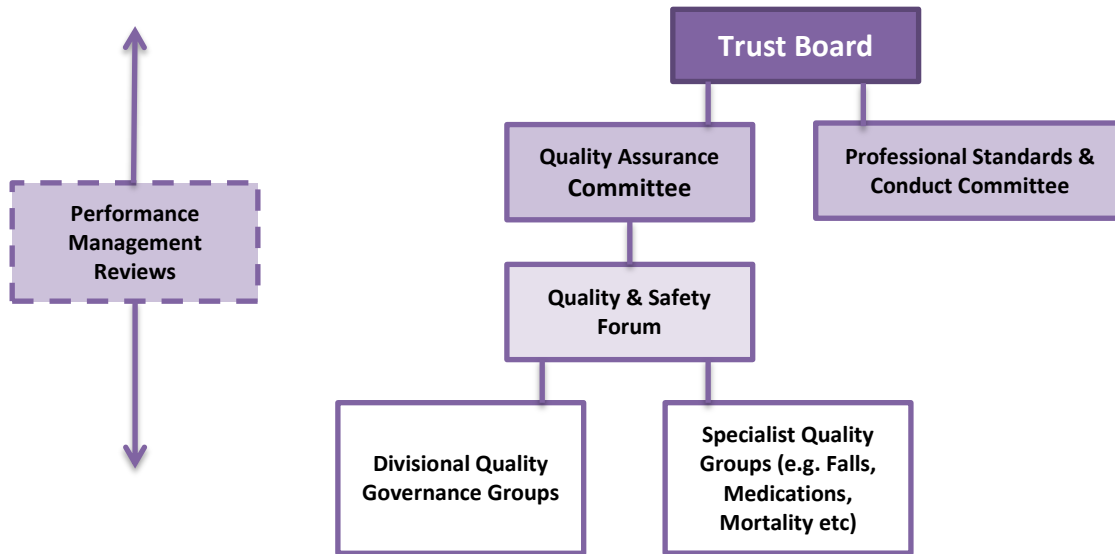 Trust Board
Quality Assurance
Committee
Professional Standards &
Conduct Committee
Performance
Management
Reviews
Quality & Safety
Forum
Divisional Quality
Governance Groups
Specialist Quality
Groups (e.g. Falls,
Medications,
Mortality etc)